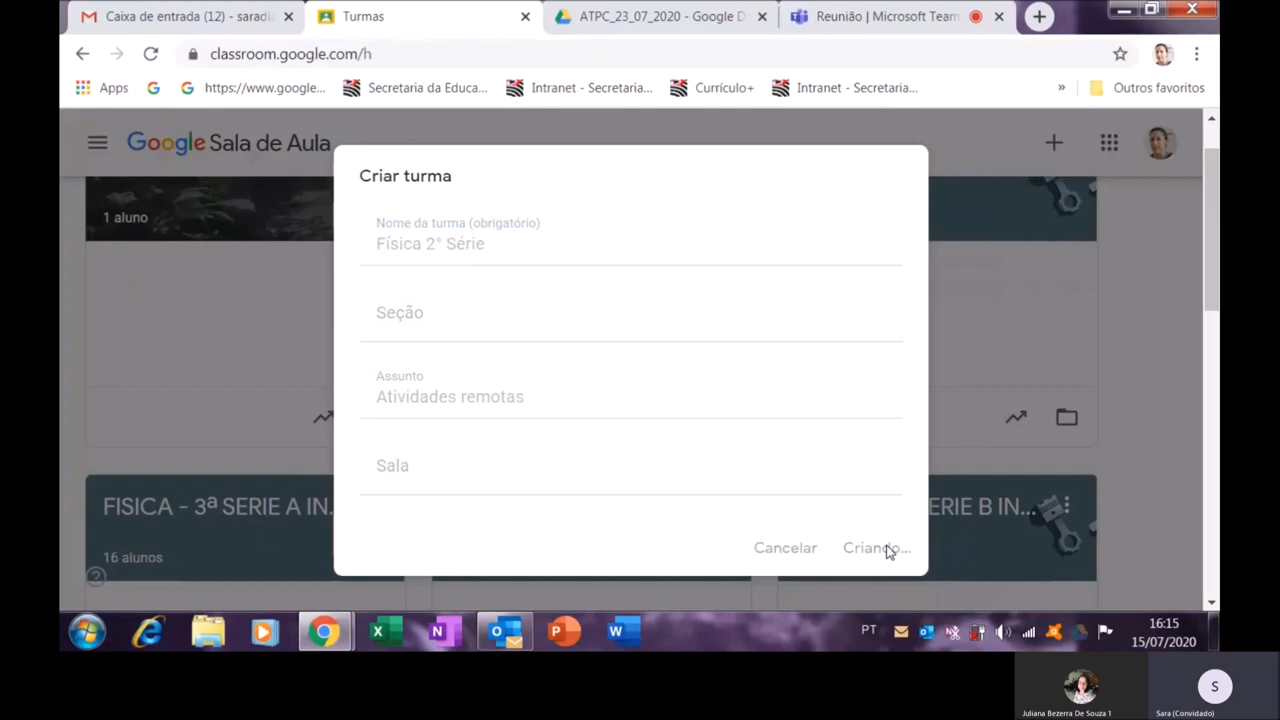 Caixa de entrada (12) - saradia
Turmas
ATPC_23_07_2020 - Google D
Reunião | Microsoft Team
classroom.google.com/h
Apps
https://www.google...
Secretaria da Educa...
Intranet - Secretaria...
Currículo+
Intranet - Secretaria...
»
Outros favoritos
Google Sala de Aula
1 aluno
Criar turma
Nome da turma (obrigatório)
Física 2° Série
Seção
Assunto
Atividades remotas
Sala
FISICA - 3ª SERIE A IN...
ERIE B IN...
16 alunos
Cancelar
Criando...
PT
16:15
15/07/2020
S
Juliana Bezerra De Souza 1
Sara (Convidado)